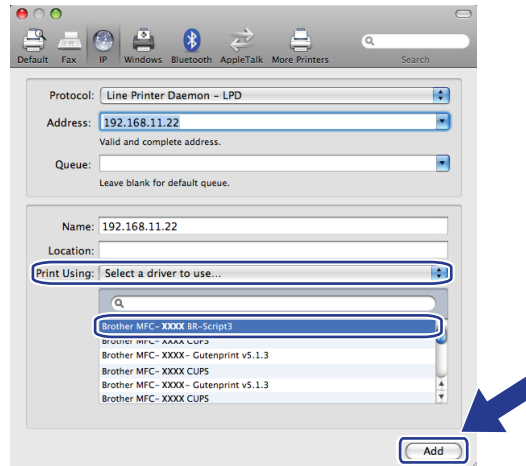 Default Fax IP Windows Bluetooth AppleTalk More Printers Search
Protocol: Line Printer Daemon – LPD
Address: 192.168.11.22
Valid and complete address.
Queue:
Leave blank for default queue.
Name: 192.168.11.22
Location:
Print Using: Select a driver to use...
Brother MFC- XXXX BR-Script3
Brother MFC- XXXX CUPS
Brother MFC- XXXX- Gutenprint v5.1.3
Brother MFC- XXXX CUPS
Brother MFC- XXXX- Gutenprint v5.1.3
Brother MFC- XXXX CUPS
Add